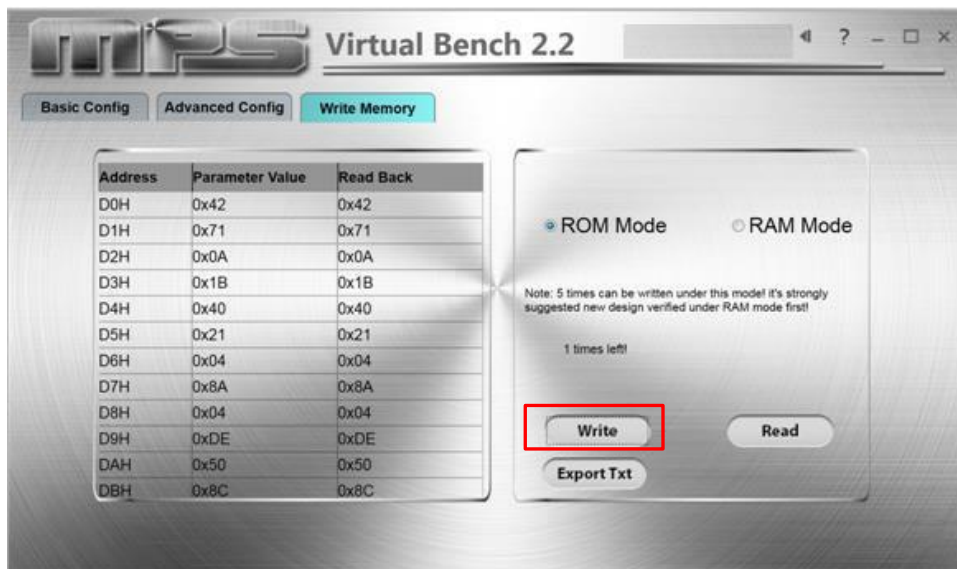 MPS Virtual Bench 2.2
Basic Config Advanced Config Write Memory
Address Parameter Value Read Back
D0H 0x42 0x42
D1H 0x71 0x71
D2H 0x0A 0x0A
D3H 0x1B 0x1B
D4H 0x40 0x40
D5H 0x21 0x21
D6H 0x04 0x04
D7H 0x8A 0x8A
D8H 0x04 0x04
D9H 0xDE 0xDE
DAH 0x50 0x50
DBH 0x8C 0x8C
ROM Mode RAM Mode
Note: 5 times can be written under this mode! it's strongly
suggested new design verified under RAM mode first!
1 times left!
Write Read
Export Txt